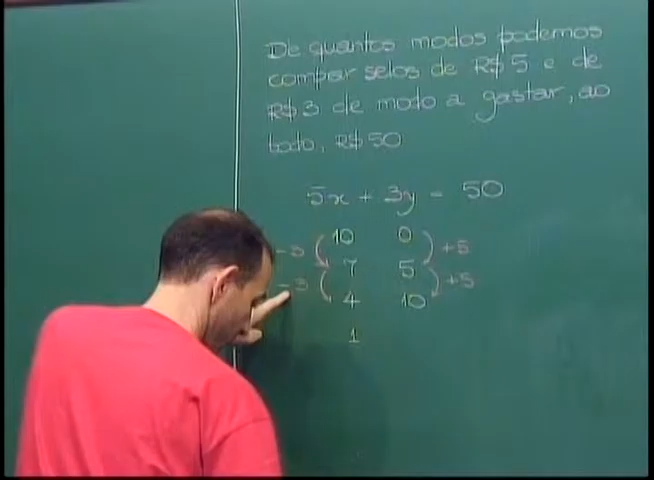 De quantos modos podemos
comprar selos de R$ 5 e de
R$ 3 de modo a gastar, ao
todo, R$ 50
5x + 3y = 50
10 0
-3 +5
7 5
-3 +5
4 10
1